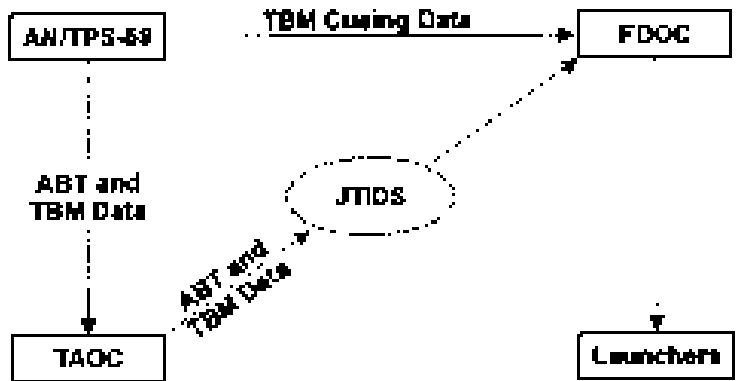 AN/TPS-59
TBM Cueing Data
FDOC
ABT and
TBM Data
JTIDS
ABT and
TBM Data
TAOC
Launchers